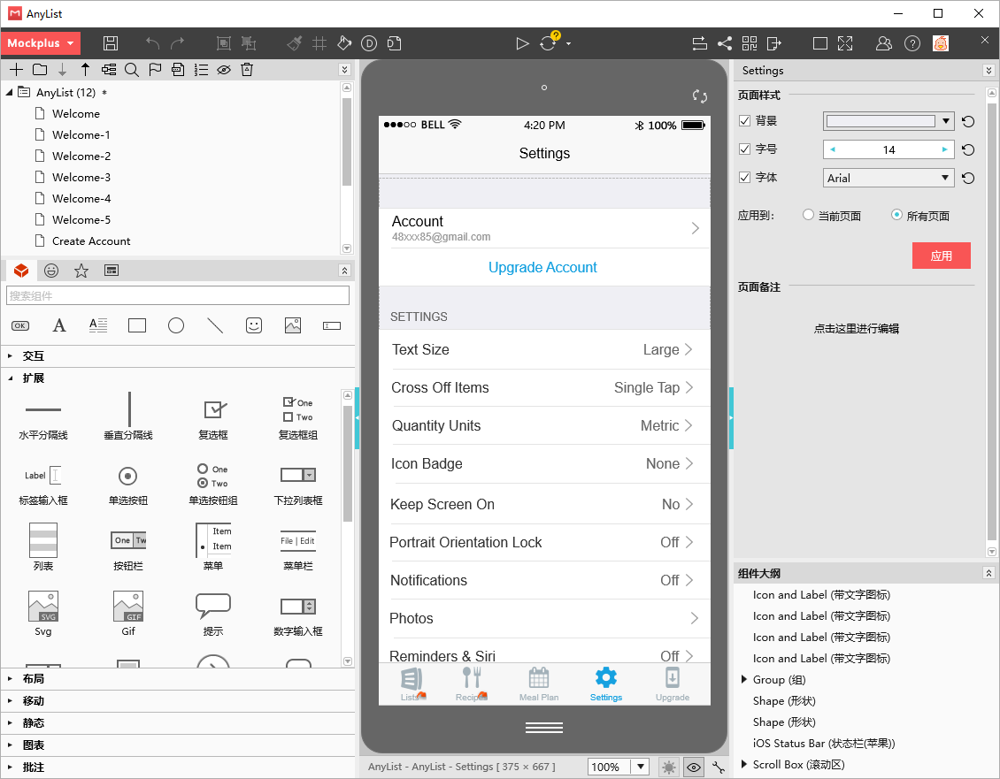 AnyList
Mockplus
?
D
D
?
AnyList (12) *
Welcome
Welcome-1
Welcome-2
Welcome-3
Welcome-4
Welcome-5
Create Account
搜索组件
OK
A
A
交互
扩展
水平分隔线
垂直分隔线
复选框
One
Two
复选框组
Label
标签输入框
单选按钮
One
Two
单选按钮组
下拉列表框
列表
One Tw
按钮栏
Item
Item
菜单
File | Edit
菜单栏
SVG
Svg
GIF
Gif
提示
数字输入框
布局
移动
静态
图表
批注
BELL
4:20 PM
100%
Settings
Account
48xxx85@gmail.com
Upgrade Account
SETTINGS
Text Size Large
Cross Off Items Single Tap
Quantity Units Metric
Icon Badge None
Keep Screen On No
Portrait Orientation Lock Off
Notifications Off
Photos
Reminders & Siri Off
Lists
Recipes
Meal Plan
Settings
Upgrade
AnyList - AnyList - Settings [ 375 × 667 ]
100%
Settings
页面样式
背景
字号 14
字体 Arial
应用到: 当前页面 所有页面
应用
页面备注
点击这里进行编辑
组件大纲
Icon and Label (带文字图标)
Icon and Label (带文字图标)
Icon and Label (带文字图标)
Icon and Label (带文字图标)
Group (组)
Shape (形状)
Shape (形状)
iOS Status Bar (状态栏(苹果))
Scroll Box (滚动区)